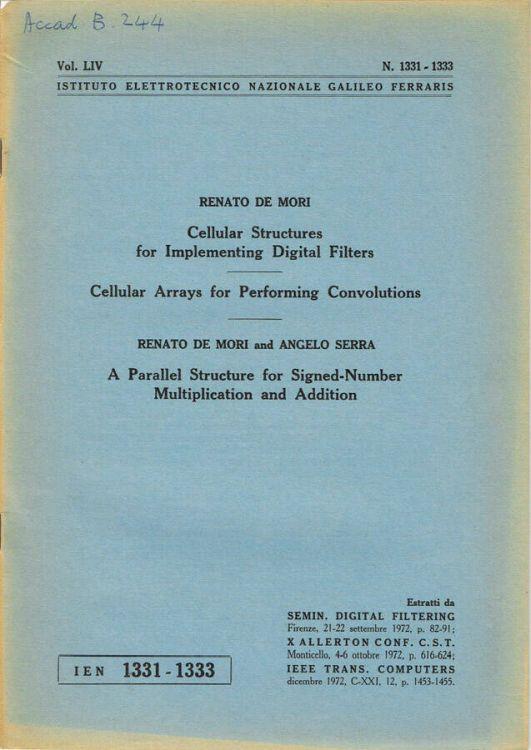 Accad B. 244
Vol. LIV N. 1331 - 1333
ISTITUTO ELETTROTECNICO NAZIONALE GALILEO FERRARIS
RENATO DE MORI
Cellular Structures
for Implementing Digital Filters
Cellular Arrays for Performing Convolutions
RENATO DE MORI and ANGELO SERRA
A Parallel Structure for Signed-Number
Multiplication and Addition
Estratti da
SEMIN. DIGITAL FILTERING
Firenze, 21-22 settembre 1972, p. 82-91;
X ALLERTON CONF. C.S.T.
Monticello, 4-6 ottobre 1972, p. 616-624;
IEEE TRANS. COMPUTERS
dicembre 1972, C-XXI, 12, p. 1453-1455.
IEN 1331 - 1333